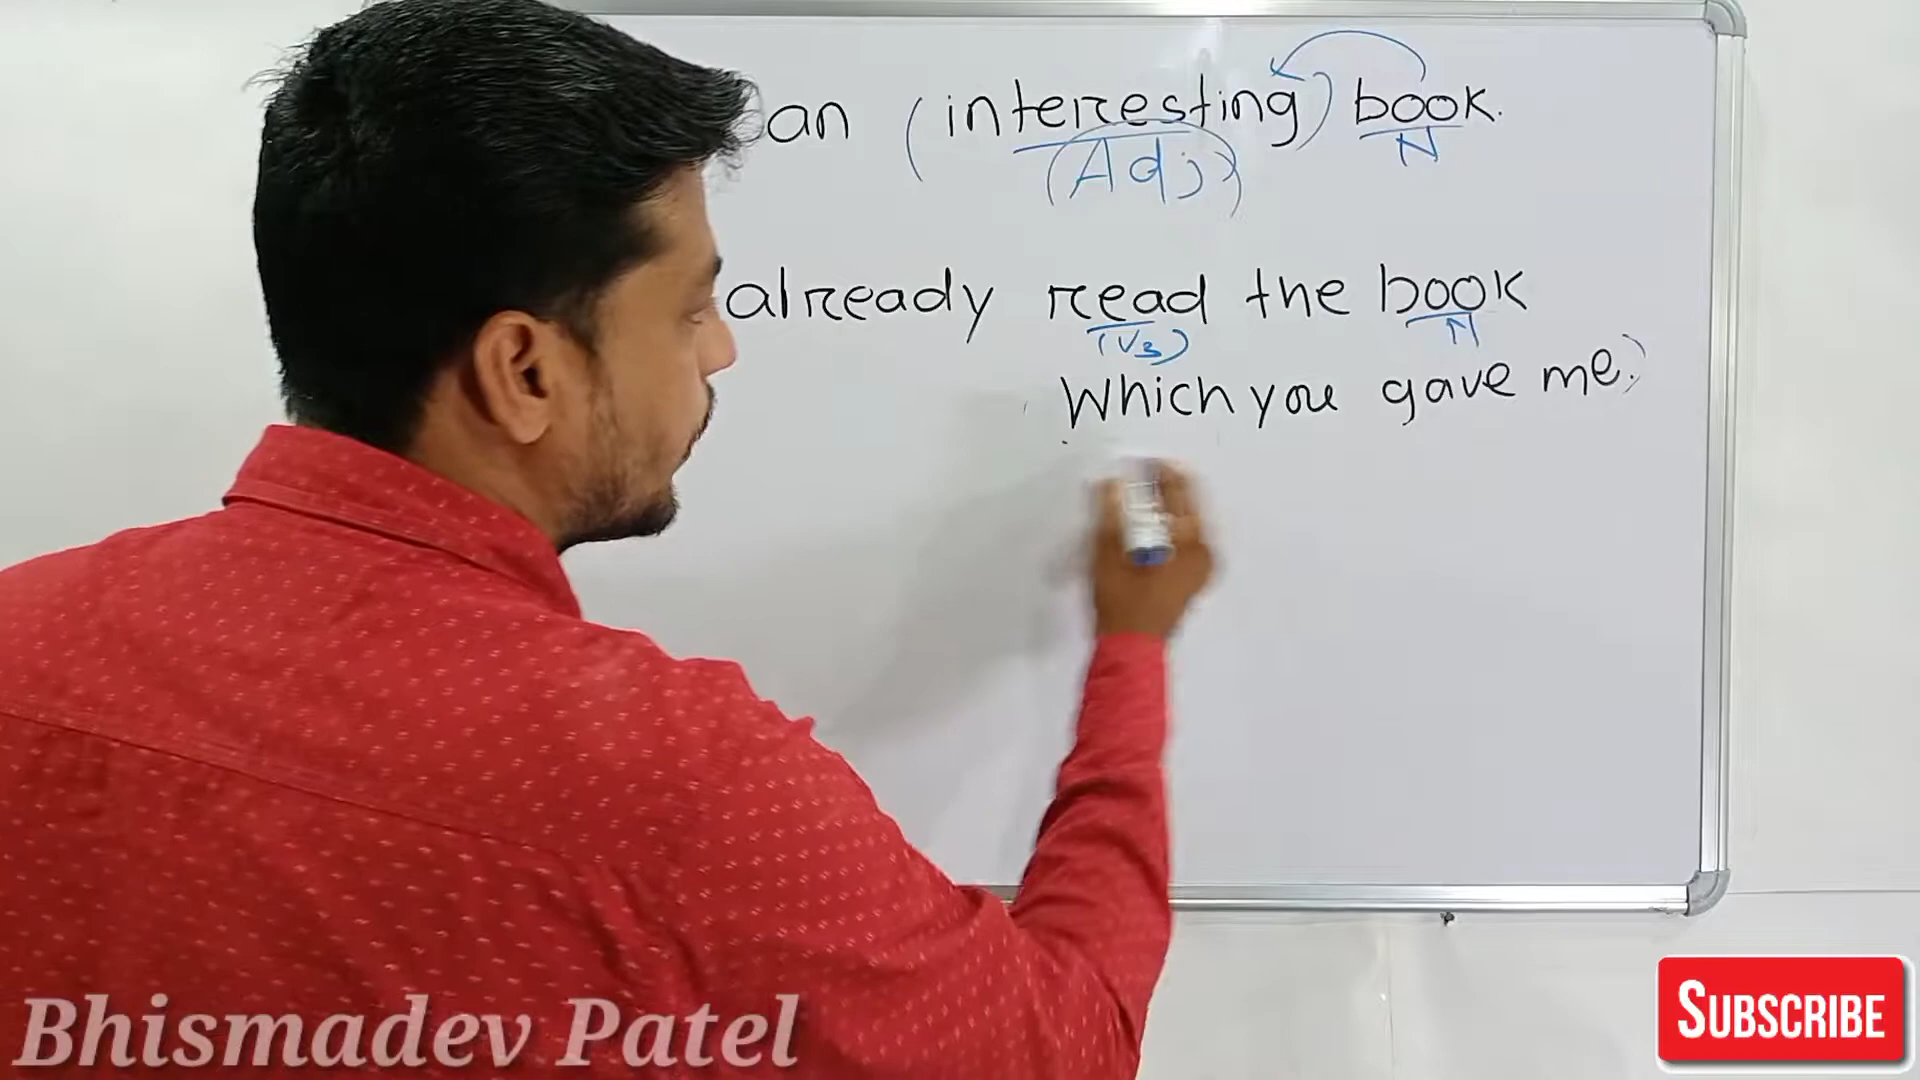 an (interesting) book.
(Adj) N
already read the book
(V3) N
Which you gave me.)
Bhismadev Patel
SUBSCRIBE